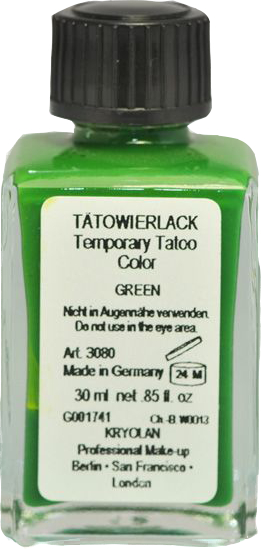 TÄTOWIERLACK
Temporary Tatoo
Color
GREEN
Nicht in Augennähe verwenden.
Do not use in the eye area.
Art. 3080
Made in Germany 24 M
30 ml net .85 fl. oz
G001741 Ch.-B W0013
KRYOLAN
Professional Make-up
Berlin • San Francisco •
London